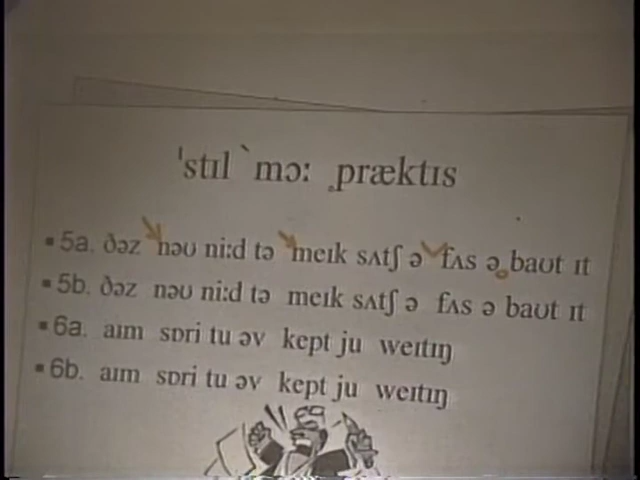 ˈstɪl ˋmɔː ˌpræktɪs
▪ 5a. ðəz nəʊ niːd tə meɪk sʌtʃ ə fʌs ə baʊt ɪt
▪ 5b. ðəz nəʊ niːd tə meɪk sʌtʃ ə fʌs ə baʊt ɪt
▪ 6a. aɪm sɒri tu əv kept ju weɪtɪŋ
▪ 6b. aɪm sɒri tu əv kept ju weɪtɪŋ